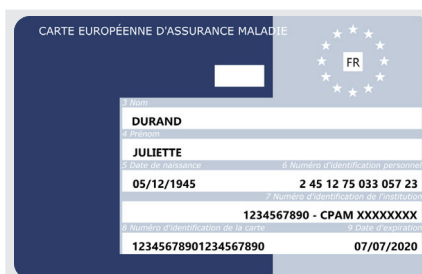 CARTE EUROPÉENNE D'ASSURANCE MALADIE
FR
3 Nom
DURAND
4 Prénom
JULIETTE
5 Date de naissance 6 Numéro d'identification personnel
05/12/1945 2 45 12 75 033 057 23
7 Numéro d'identification de l'institution
1234567890 - CPAM XXXXXXXX
8 Numéro d'identification de la carte 9 Date d'expiration
12345678901234567890 07/07/2020